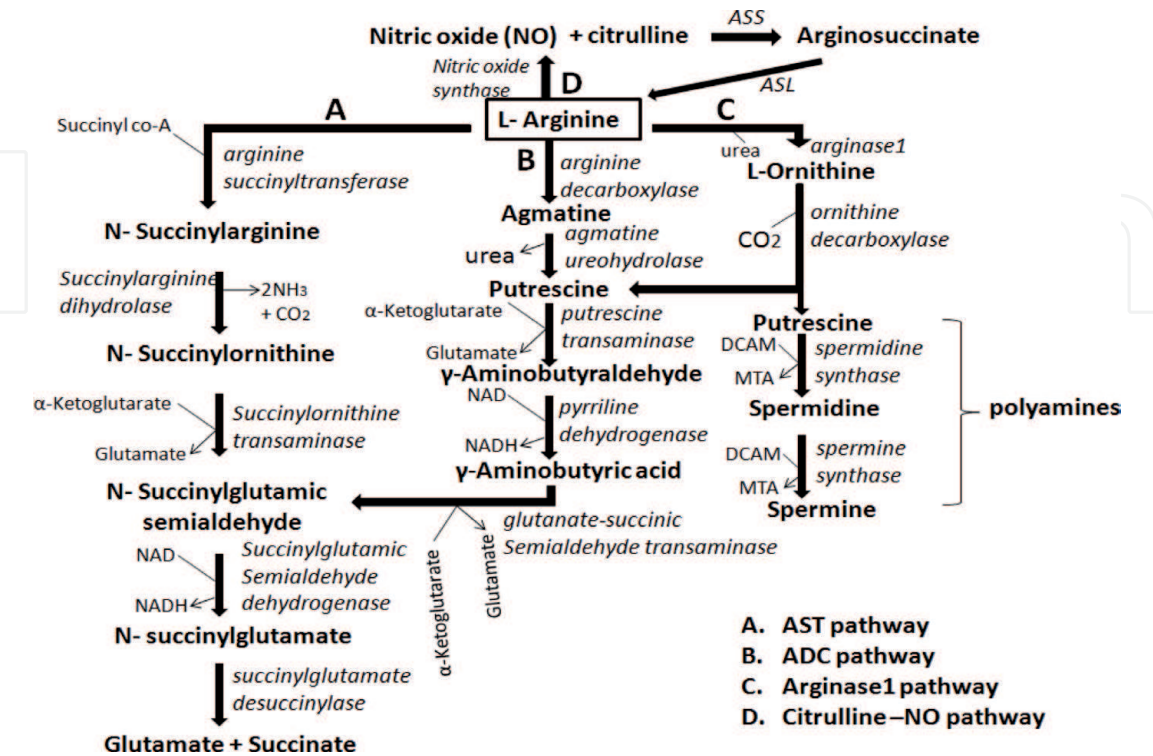 Nitric oxide (NO) + citrulline
ASS
Arginosuccinate
Nitric oxide
synthase
D
ASL
A
L- Arginine
C
Succinyl co-A
urea
arginase1
L-Ornithine
arginine
succinyltransferase
B
arginine
decarboxylase
Agmatine
ornithine
decarboxylase
CO2
N- Succinylarginine
urea
agmatine
ureohydrolase
Putrescine
Succinylarginine
dihydrolase
2NH3
+ CO2
α-Ketoglutarate
putrescine
transaminase
Glutamate
Putrescine
DCAM
spermidine
synthase
MTA
N- Succinylornithine
γ-Aminobutyraldehyde
NAD
pyrriline
dehydrogenase
NADH
Spermidine
polyamines
α-Ketoglutarate
Succinylornithine
transaminase
Glutamate
DCAM
spermine
synthase
MTA
γ-Aminobutyric acid
Spermine
N- Succinylglutamic
semialdehyde
glutanate-succinic
Semialdehyde transaminase
α-Ketoglutarate
Glutamate
NAD
Succinylglutamic
Semialdehyde
dehydrogenase
NADH
N- succinylglutamate
succinylglutamate
desuccinylase
Glutamate + Succinate
A. AST pathway
B. ADC pathway
C. Arginase1 pathway
D. Citrulline –NO pathway